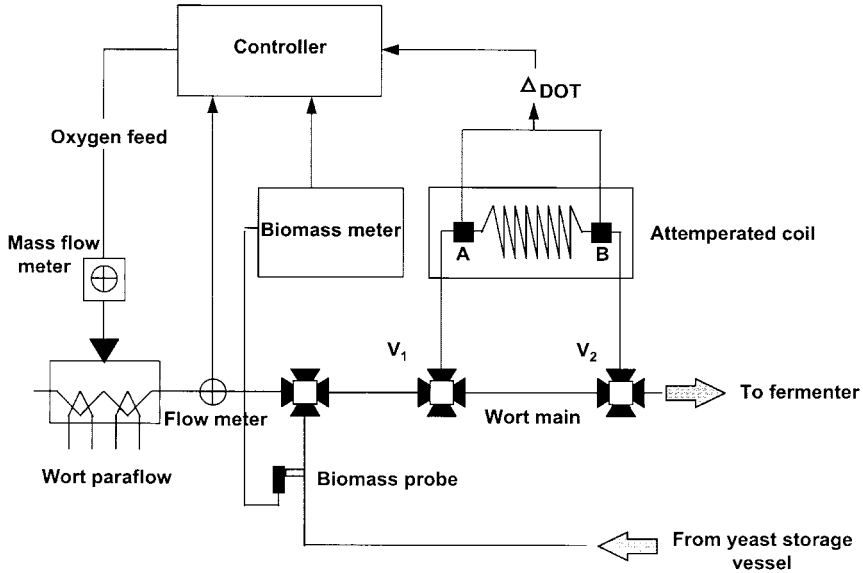 Controller
Δ DOT
Oxygen feed
Biomass meter
Attemperated coil
A
B
Mass flow
meter
V1
V2
To fermenter
Flow meter
Wort main
Wort paraflow
Biomass probe
From yeast storage
vessel